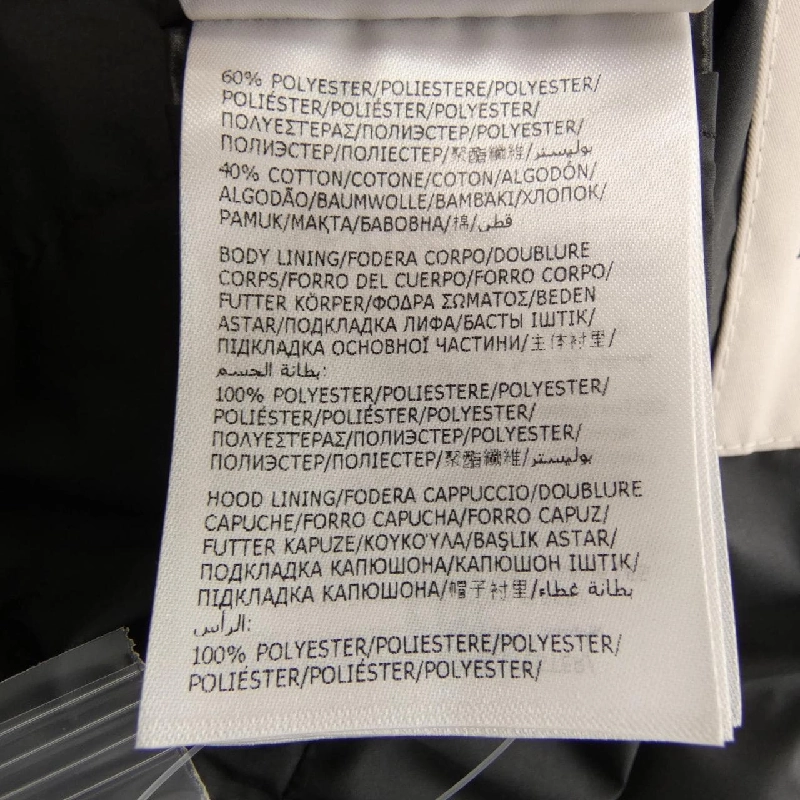 60% POLYESTER/POLIESTERE/POLYESTER/
POLIÉSTER/POLIÉSTER/POLYESTER/
ΠΟΛΥΕΣΤΕΡΑΣ/ПОЛИЭСТЕР/POLYESTER/
ПОЛИЭСТЕР/ПОЛІЕСТЕР/聚酯纖維/بوليستر/
40% COTTON/COTONE/COTON/ALGODÓN/
ALGODÃO/BAUMWOLLE/ΒΑΜΒΑΚΙ/ХЛОПОК/
PAMUK/МАҚТА/БАВОВНА/棉/قطن/
BODY LINING/FODERA CORPO/DOUBLURE
CORPS/FORRO DEL CUERPO/FORRO CORPO/
FUTTER KÖRPER/ΦΟΔΡΑ ΣΩΜΑΤΟΣ/BEDEN
ASTAR/ПОДКЛАДКА ЛИФА/БАСТЫ ІШТІК/
ПІДКЛАДКА ОСНОВНОЇ ЧАСТИНИ/主体衬里/
بطانة الجسم:
100% POLYESTER/POLIESTERE/POLYESTER/
POLIÉSTER/POLIÉSTER/POLYESTER/
ΠΟΛΥΕΣΤΕΡΑΣ/ПОЛИЭСТЕР/POLYESTER/
ПОЛИЭСТЕР/ПОЛІЕСТЕР/聚酯纖維/بوليستر/
HOOD LINING/FODERA CAPPUCCIO/DOUBLURE
CAPUCHE/FORRO CAPUCHA/FORRO CAPUZ/
FUTTER KAPUZE/ΚΟΥΚΟΎΛΑ/BAŞLIK ASTAR/
ПОДКЛАДКА КАПЮШОНА/КАПЮШОН ІШТІК/
ПІДКЛАДКА КАПЮШОНА/帽子衬里/بطانة غطاء
الرأس:
100% POLYESTER/POLIESTERE/POLYESTER/
POLIÉSTER/POLIÉSTER/POLYESTER/